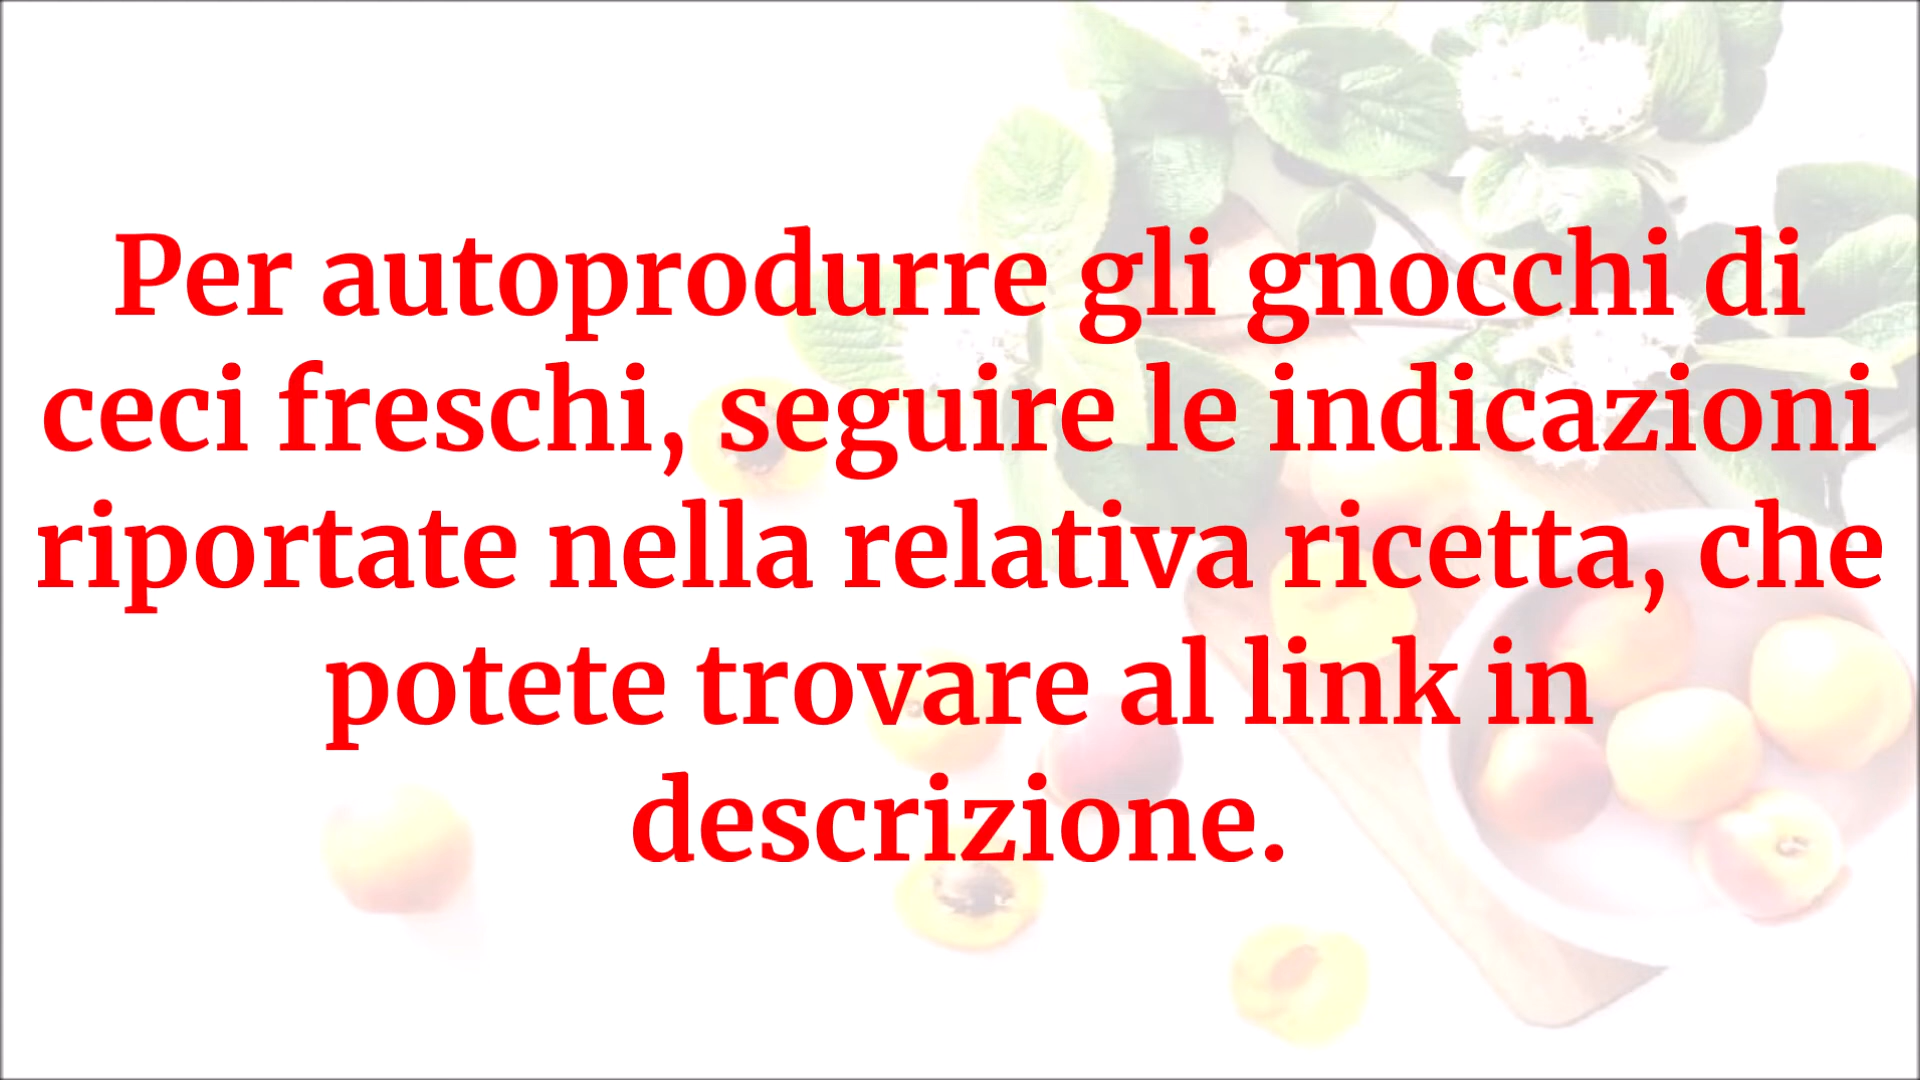 Per autoprodurre gli gnocchi di
ceci freschi, seguire le indicazioni
riportate nella relativa ricetta, che
potete trovare al link in
descrizione.